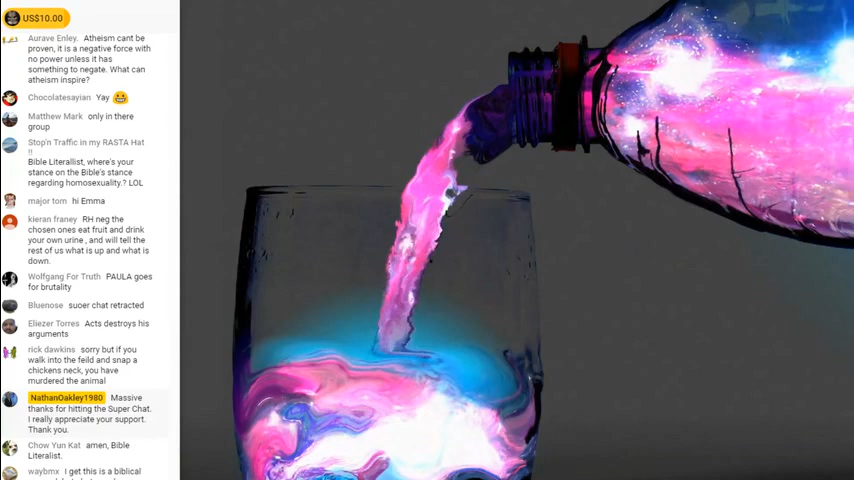 US$10.00
Aurave Enley. Atheism cant be
proven, it is a negative force with
no power unless it has
something to negate. What can
atheism inspire?
Chocolatesayian Yay
Matthew Mark only in there
group
Stop'n Traffic in my RASTA Hat
!!
Bible Literallist, where's your
stance on the Bible's stance
regarding homosexuality.? LOL
major tom hi Emma
kieran franey RH neg the
chosen ones eat fruit and drink
your own urine , and will tell the
rest of us what is up and what is
down.
Wolfgang For Truth PAULA goes
for brutality
Bluenose suoer chat retracted
Eliezer Torres Acts destroys his
arguments
rick dawkins sorry but if you
walk into the feild and snap a
chickens neck, you have
murdered the animal
NathanOakley1980 Massive
thanks for hitting the Super Chat.
I really appreciate your support.
Thank you.
Chow Yun Kat amen, Bible
Literalist.
waybmx I get this is a biblical